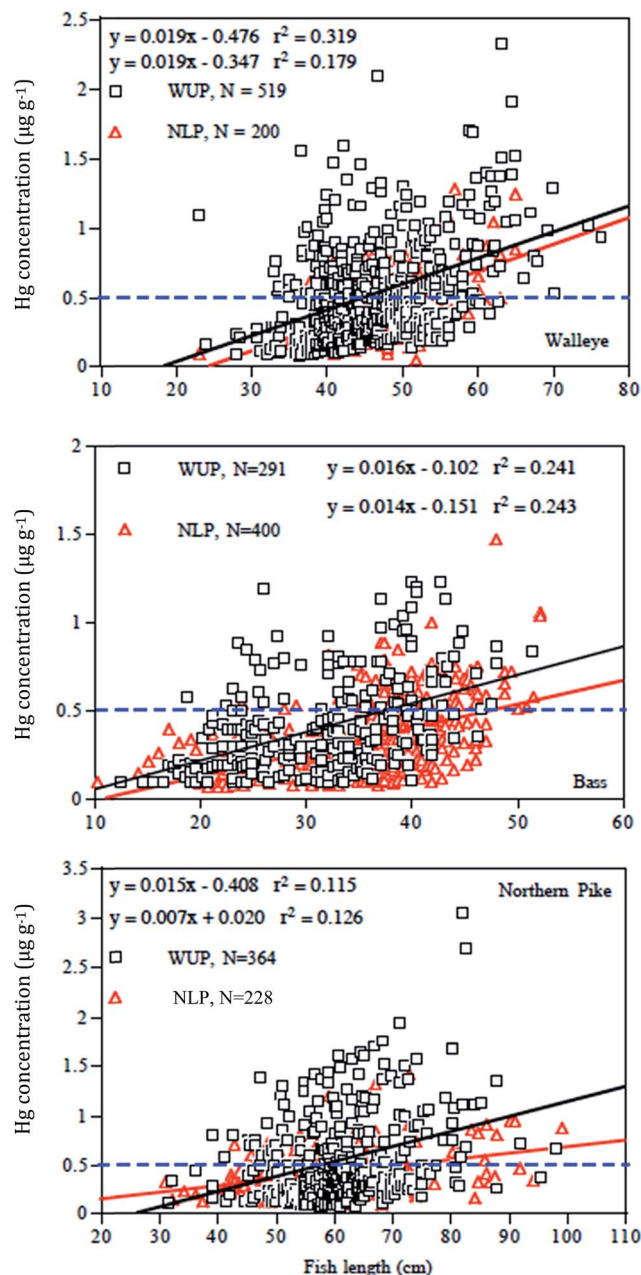 2.5
y = 0.019x - 0.476 r² = 0.319
y = 0.019x - 0.347 r² = 0.179
2
WUP, N = 519
NLP, N = 200
1.5
1
0.5
0
Hg concentration (µg g⁻¹)
Walleye
10 20 30 40 50 60 70 80
2
WUP, N=291 y = 0.016x - 0.102 r² = 0.241
y = 0.014x - 0.151 r² = 0.243
NLP, N=400
1.5
1
0.5
0
Hg concentration (µg g⁻¹)
Bass
10 20 30 40 50 60
3.5
y = 0.015x - 0.408 r² = 0.115 Northern Pike
y = 0.007x + 0.020 r² = 0.126
3
WUP, N=364
2.5
NLP, N=228
2
1.5
1
0.5
0
Hg concentration (µg g⁻¹)
20 30 40 50 60 70 80 90 100 110
Fish length (cm)